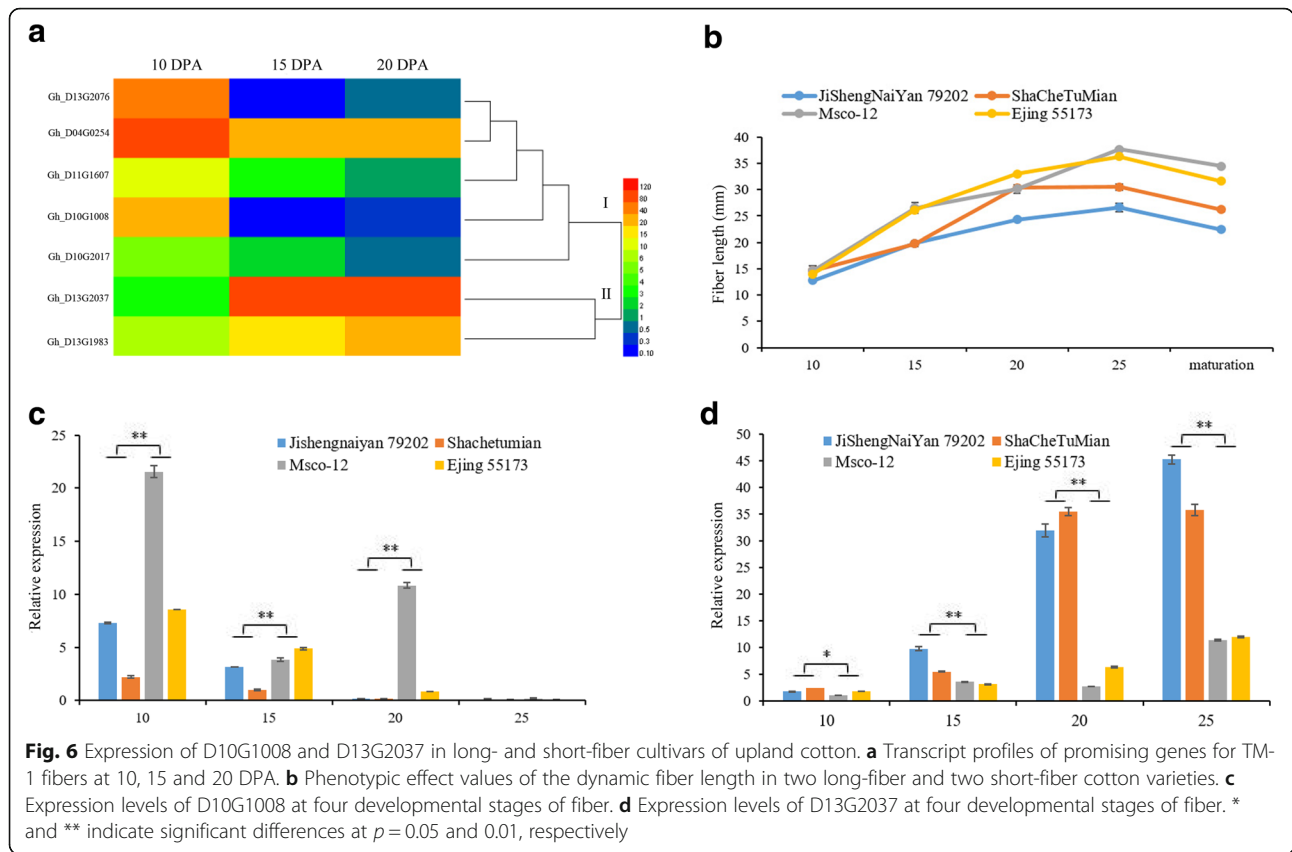 a
10 DPA 15 DPA 20 DPA
Gh_D13G2076
Gh_D04G0254
Gh_D11G1607
Gh_D10G1008
Gh_D10G2017
Gh_D13G2037
Gh_D13G1983
I
II
120
80
40
20
15
10
6
5
4
3
2
1
0.5
0.3
0.10
b
JiShengNaiYan 79202 ShaCheTuMian
Msco-12 Ejing 55173
Fiber length (mm)
40
35
30
25
20
15
10
5
0
10 15 20 25 maturation
c
Jishengnaiyan 79202 Shachetumian
Msco-12 Ejing 55173
Relative expression
25
20
15
10
5
0
** ** **
10 15 20 25
d
JiShengNaiYan 79202 ShaCheTuMian
Msco-12 Ejing 55173
Relative expression
50
45
40
35
30
25
20
15
10
5
0
* ** ** **
10 15 20 25
Fig. 6 Expression of D10G1008 and D13G2037 in long- and short-fiber cultivars of upland cotton. a Transcript profiles of promising genes for TM-
1 fibers at 10, 15 and 20 DPA. b Phenotypic effect values of the dynamic fiber length in two long-fiber and two short-fiber cotton varieties. c
Expression levels of D10G1008 at four developmental stages of fiber. d Expression levels of D13G2037 at four developmental stages of fiber. *
and ** indicate significant differences at p = 0.05 and 0.01, respectively